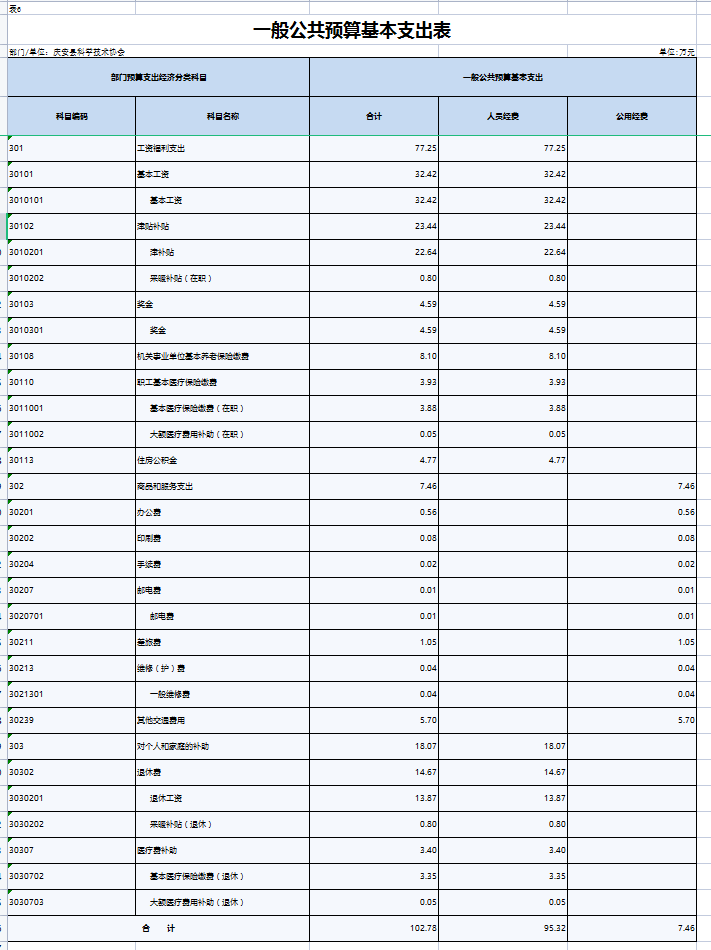 表6
一般公共预算基本支出表
部门/单位：庆安县科学技术协会 单位:万元
部门预算支出经济分类科目 一般公共预算基本支出
科目编码 科目名称 合计 人员经费 公用经费
301 工资福利支出 77.25 77.25
30101 基本工资 32.42 32.42
3010101 基本工资 32.42 32.42
30102 津贴补贴 23.44 23.44
3010201 津补贴 22.64 22.64
3010202 采暖补贴（在职） 0.80 0.80
30103 奖金 4.59 4.59
3010301 奖金 4.59 4.59
30108 机关事业单位基本养老保险缴费 8.10 8.10
30110 职工基本医疗保险缴费 3.93 3.93
3011001 基本医疗保险缴费（在职） 3.88 3.88
3011002 大额医疗费用补助（在职） 0.05 0.05
30113 住房公积金 4.77 4.77
302 商品和服务支出 7.46 7.46
30201 办公费 0.56 0.56
30202 印刷费 0.08 0.08
30204 手续费 0.02 0.02
30207 邮电费 0.01 0.01
3020701 邮电费 0.01 0.01
30211 差旅费 1.05 1.05
30213 维修（护）费 0.04 0.04
3021301 一般维修费 0.04 0.04
30239 其他交通费用 5.70 5.70
303 对个人和家庭的补助 18.07 18.07
30302 退休费 14.67 14.67
3030201 退休工资 13.87 13.87
3030202 采暖补贴（退休） 0.80 0.80
30307 医疗费补助 3.40 3.40
3030702 基本医疗保险缴费（退休） 3.35 3.35
3030703 大额医疗费用补助（退休） 0.05 0.05
合 计 102.78 95.32 7.46